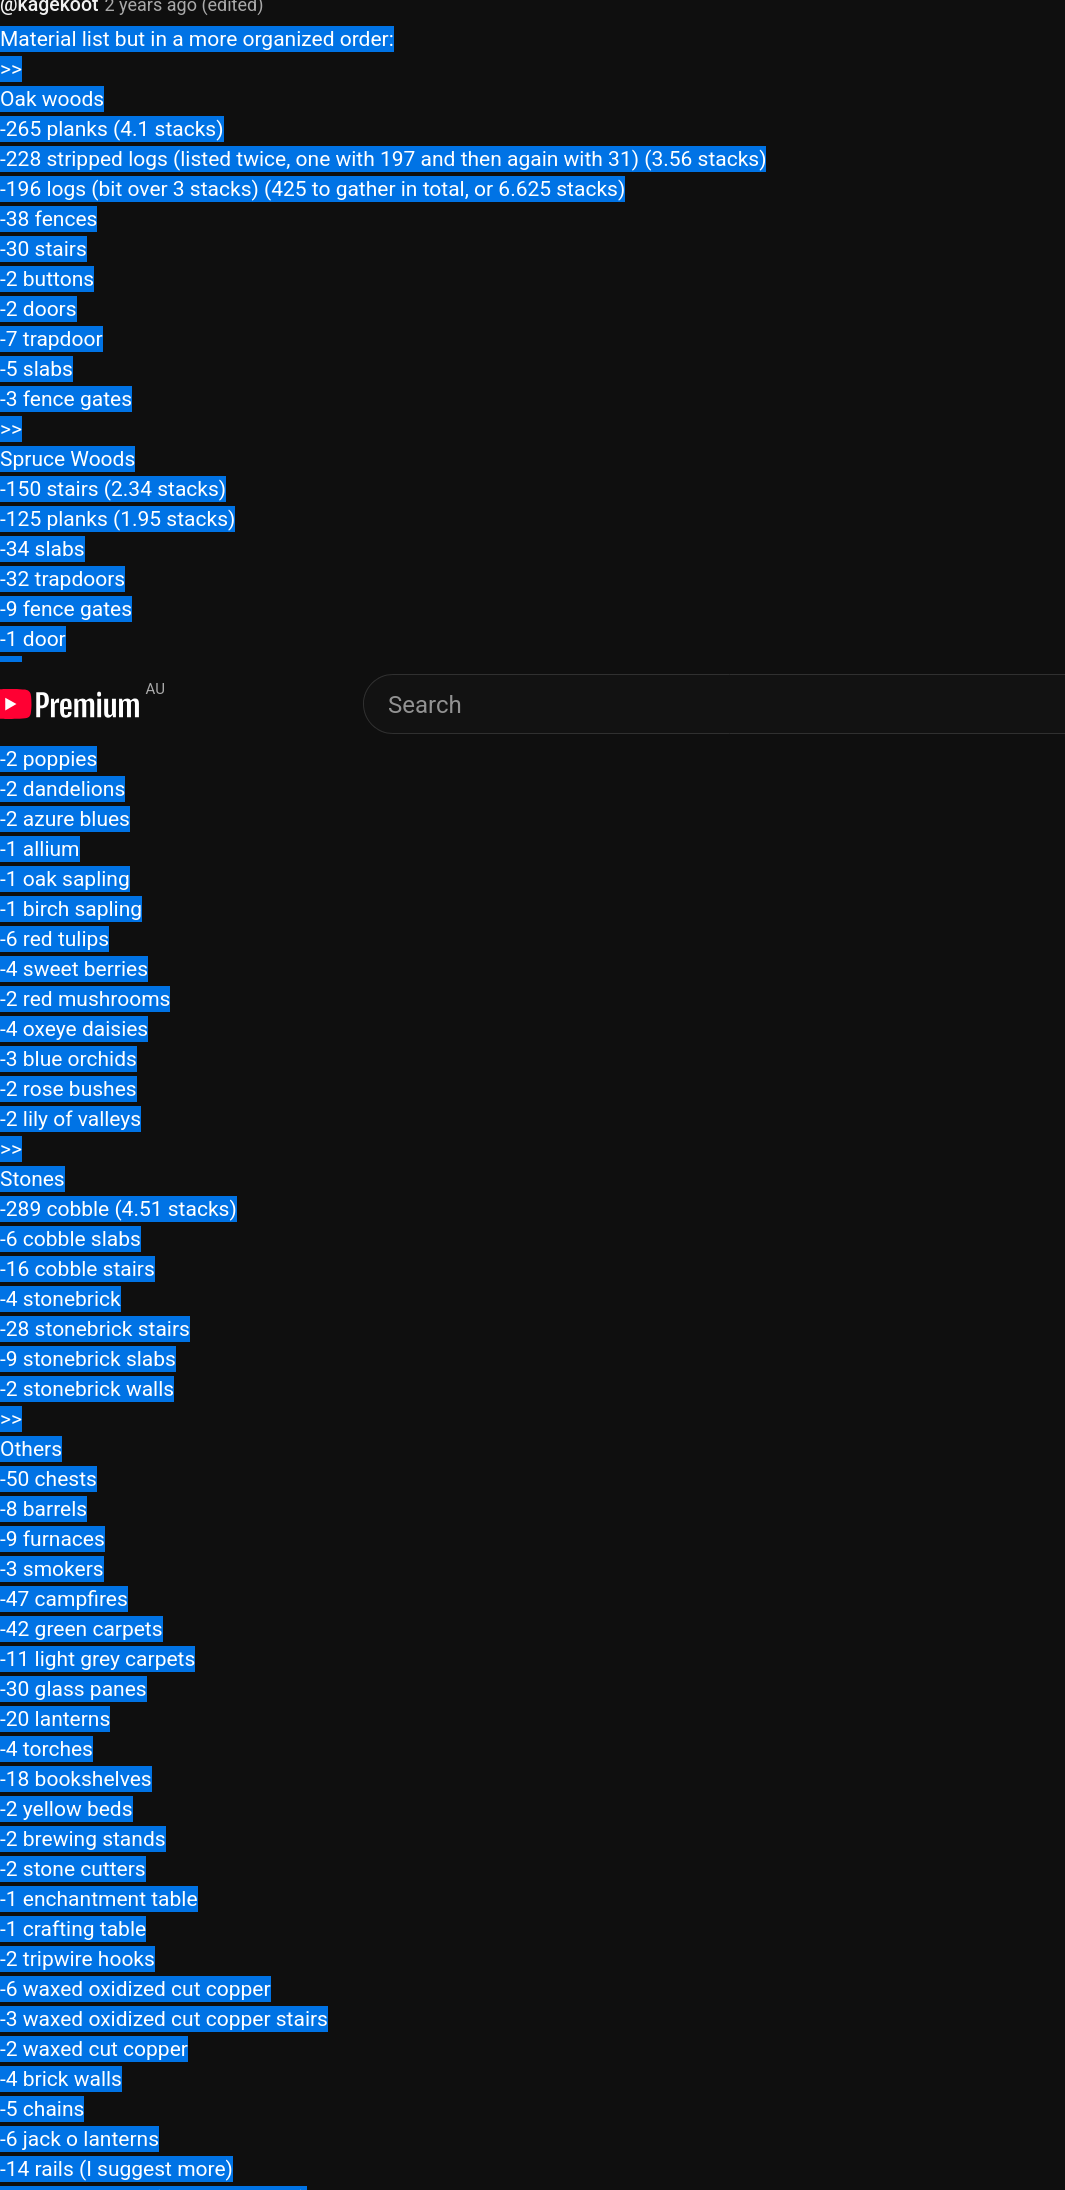 @kagekoot 2 years ago (edited)
Material list but in a more organized order:
>>
Oak woods
-265 planks (4.1 stacks)
-228 stripped logs (listed twice, one with 197 and then again with 31) (3.56 stacks)
-196 logs (bit over 3 stacks) (425 to gather in total, or 6.625 stacks)
-38 fences
-30 stairs
-2 buttons
-2 doors
-7 trapdoor
-5 slabs
-3 fence gates
>>
Spruce Woods
-150 stairs (2.34 stacks)
-125 planks (1.95 stacks)
-34 slabs
-32 trapdoors
-9 fence gates
-1 door
Premium AU
Search
-2 poppies
-2 dandelions
-2 azure blues
-1 allium
-1 oak sapling
-1 birch sapling
-6 red tulips
-4 sweet berries
-2 red mushrooms
-4 oxeye daisies
-3 blue orchids
-2 rose bushes
-2 lily of valleys
>>
Stones
-289 cobble (4.51 stacks)
-6 cobble slabs
-16 cobble stairs
-4 stonebrick
-28 stonebrick stairs
-9 stonebrick slabs
-2 stonebrick walls
>>
Others
-50 chests
-8 barrels
-9 furnaces
-3 smokers
-47 campfires
-42 green carpets
-11 light grey carpets
-30 glass panes
-20 lanterns
-4 torches
-18 bookshelves
-2 yellow beds
-2 brewing stands
-2 stone cutters
-1 enchantment table
-1 crafting table
-2 tripwire hooks
-6 waxed oxidized cut copper
-3 waxed oxidized cut copper stairs
-2 waxed cut copper
-4 brick walls
-5 chains
-6 jack o lanterns
-14 rails (I suggest more)